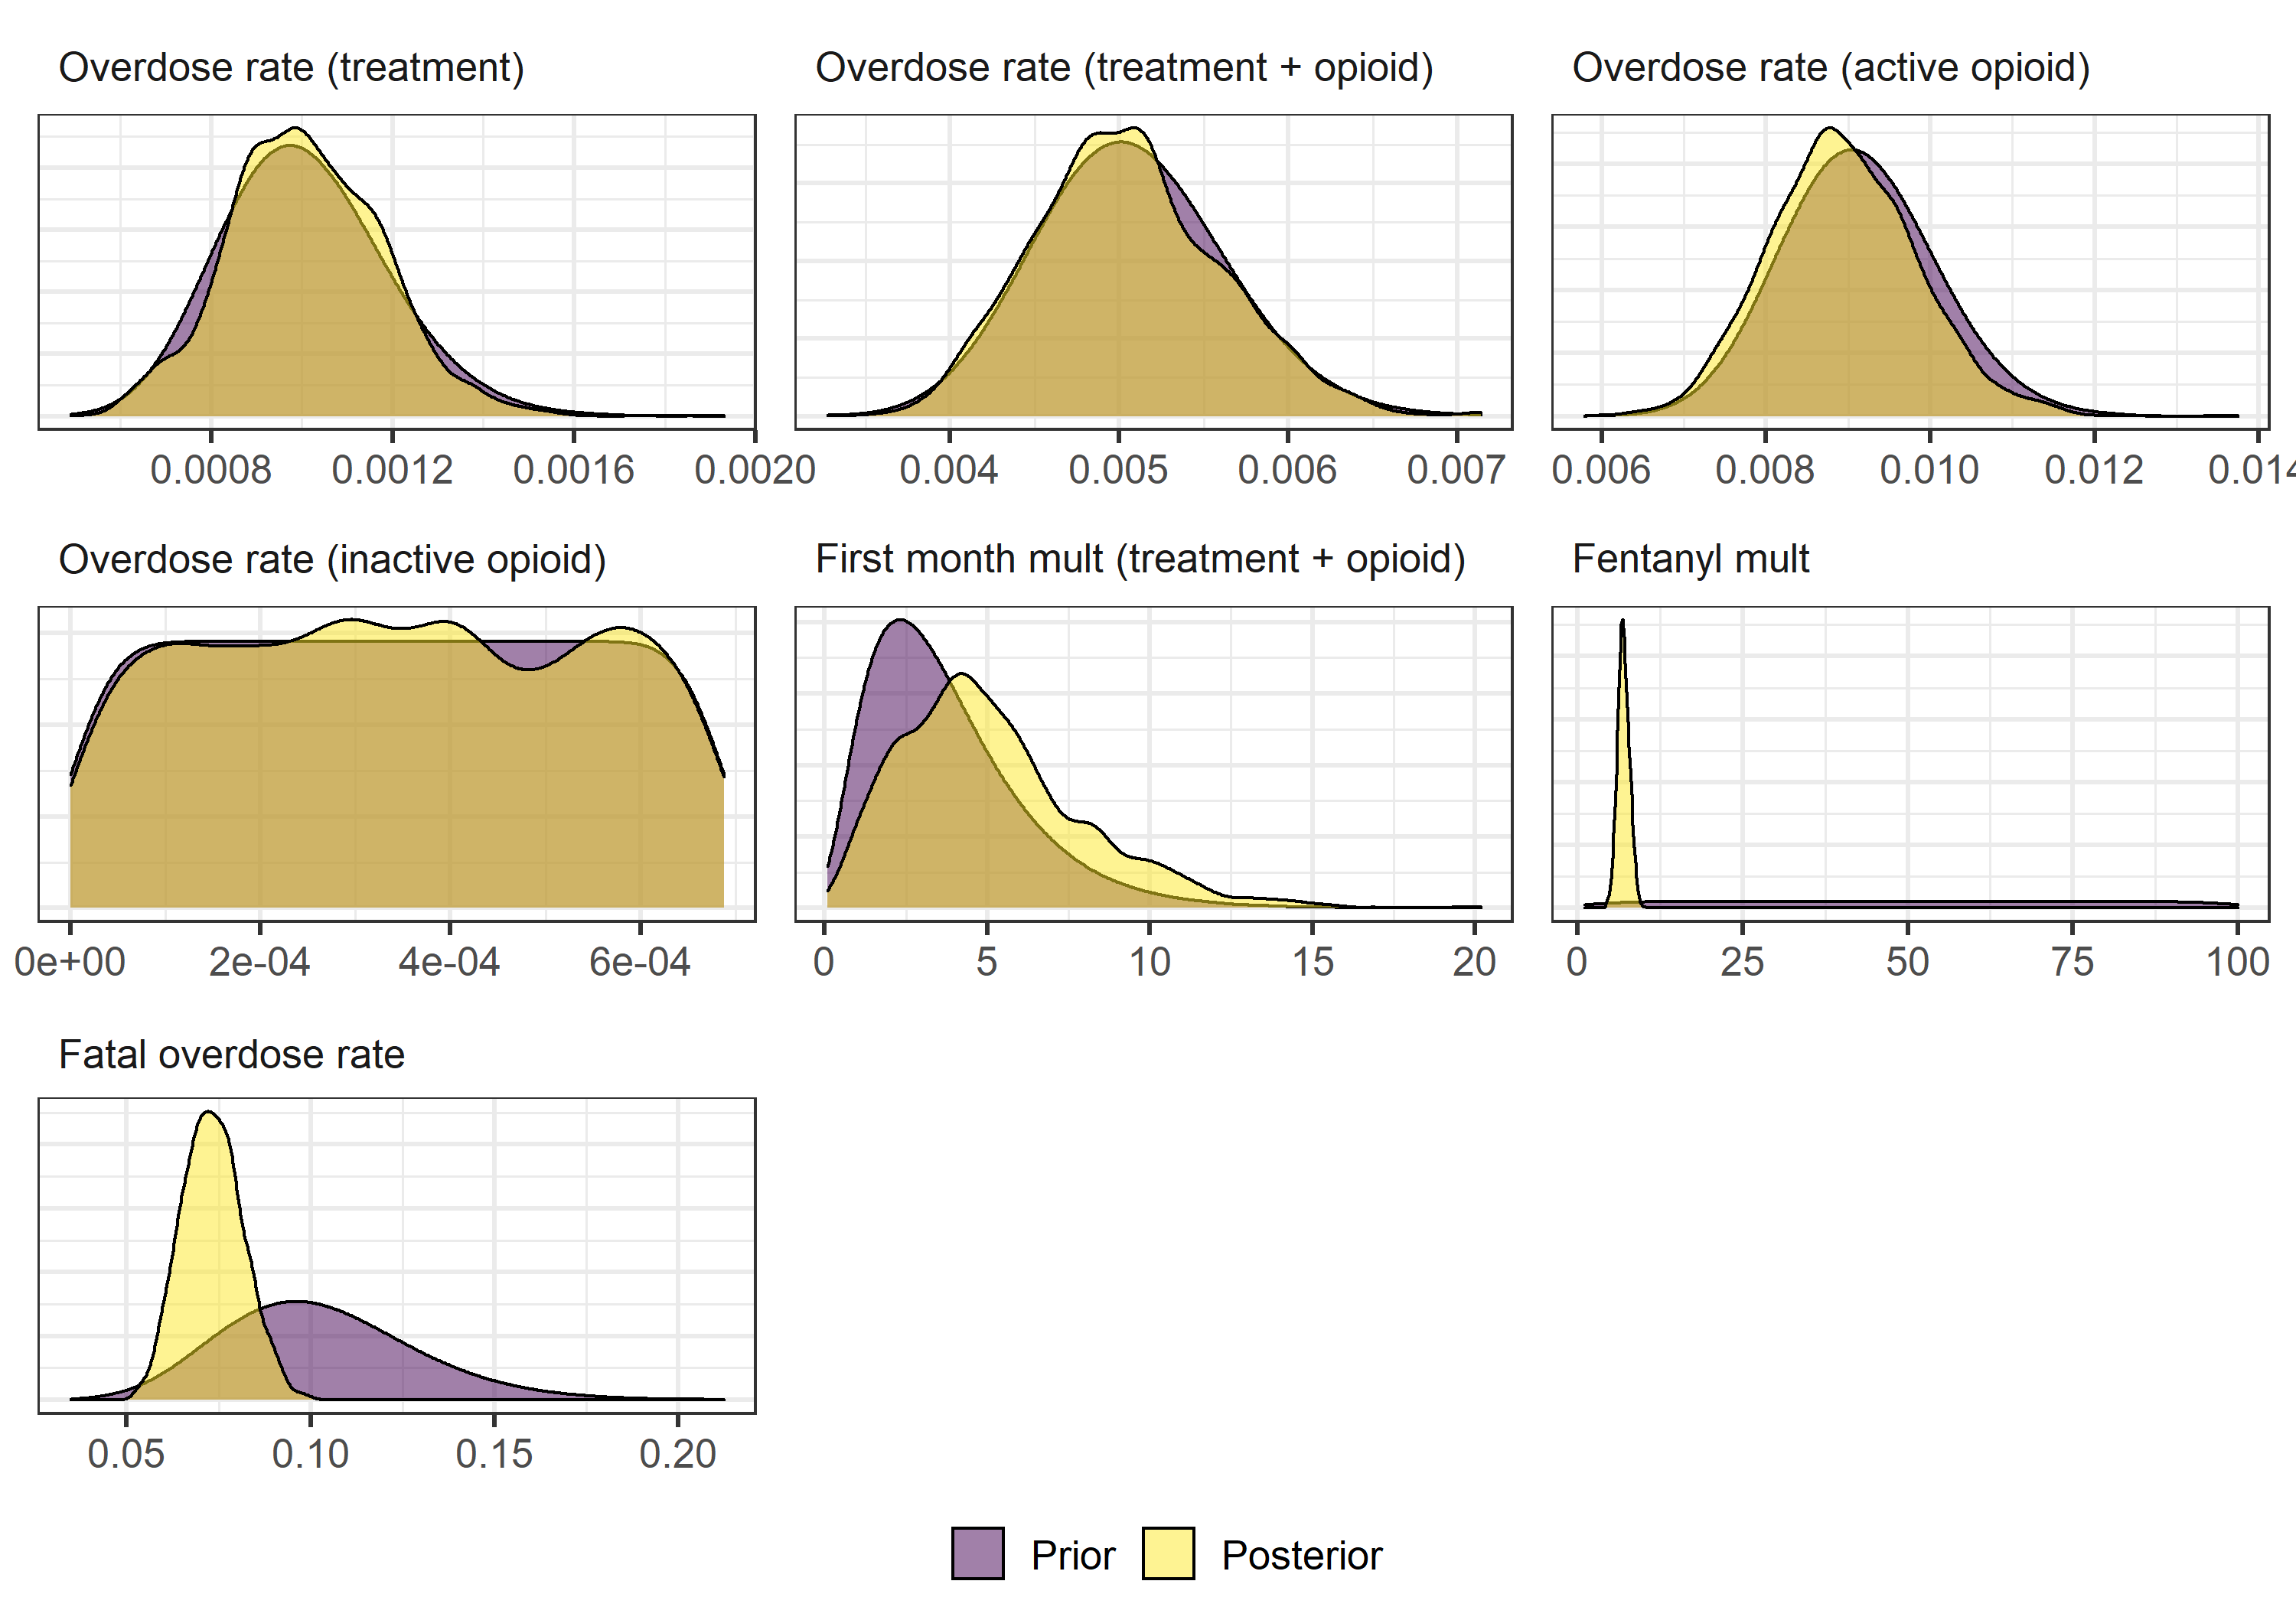 Overdose rate (treatment)
Overdose rate (treatment + opioid)
Overdose rate (active opioid)
0.0008 0.0012 0.0016 0.0020
0.004 0.005 0.006 0.007
0.006 0.008 0.010 0.012 0.014
Overdose rate (inactive opioid)
First month mult (treatment + opioid)
Fentanyl mult
0e+00 2e-04 4e-04 6e-04
0 5 10 15 20
0 25 50 75 100
Fatal overdose rate
0.05 0.10 0.15 0.20
Prior Posterior